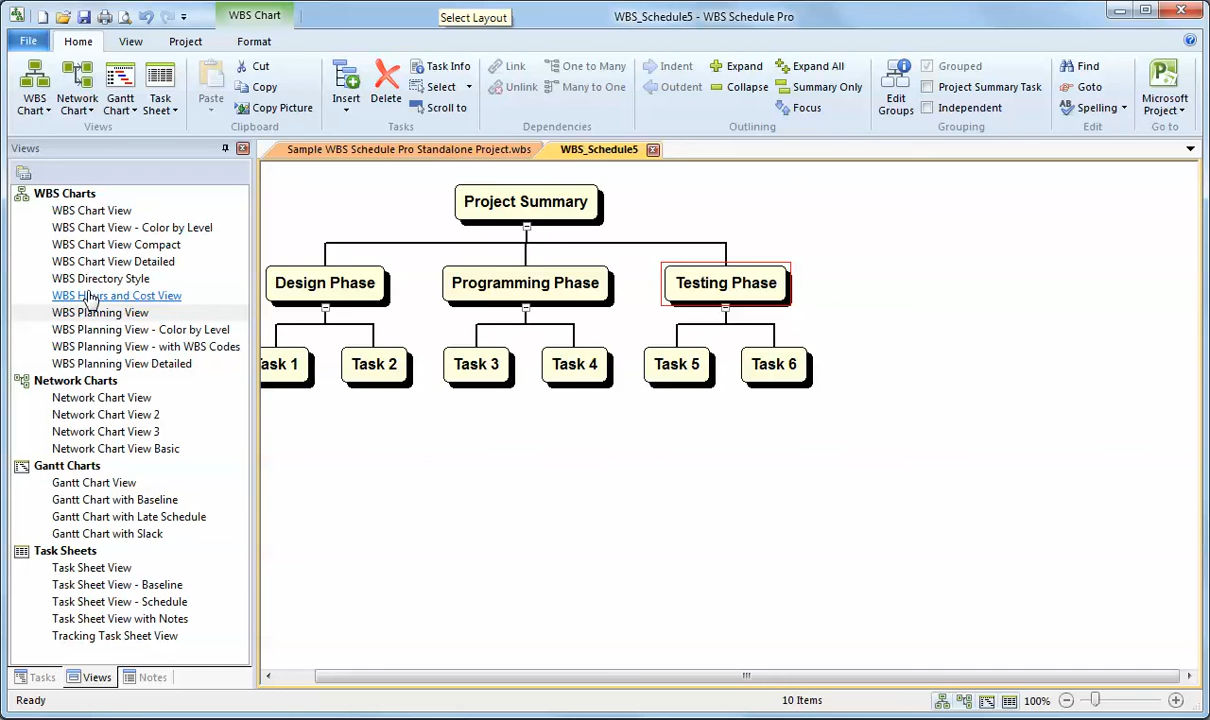 WBS Chart
Select Layout
WBS_Schedule5 - WBS Schedule Pro
File
Home
View
Project
Format
WBS Chart
Network Chart
Gantt Chart
Task Sheet
Views
Paste
Cut
Copy
Copy Picture
Clipboard
Insert
Delete
Task Info
Select
Scroll to
Tasks
Link
Unlink
One to Many
Many to One
Dependencies
Indent
Outdent
Expand
Collapse
Expand All
Summary Only
Focus
Outlining
Edit Groups
Grouped
Project Summary Task
Independent
Grouping
Find
Goto
Spelling
Edit
Microsoft Project
Go to
Views
Sample WBS Schedule Pro Standalone Project.wbs
WBS_Schedule5
WBS Charts
WBS Chart View
WBS Chart View - Color by Level
WBS Chart View Compact
WBS Chart View Detailed
WBS Directory Style
WBS Hours and Cost View
WBS Planning View
WBS Planning View - Color by Level
WBS Planning View - with WBS Codes
WBS Planning View Detailed
Network Charts
Network Chart View
Network Chart View 2
Network Chart View 3
Network Chart View Basic
Gantt Charts
Gantt Chart View
Gantt Chart with Baseline
Gantt Chart with Late Schedule
Gantt Chart with Slack
Task Sheets
Task Sheet View
Task Sheet View - Baseline
Task Sheet View - Schedule
Task Sheet View with Notes
Tracking Task Sheet View
Tasks
Views
Notes
Project Summary
Design Phase
Programming Phase
Testing Phase
Task 1
Task 2
Task 3
Task 4
Task 5
Task 6
Ready
10 Items
100%